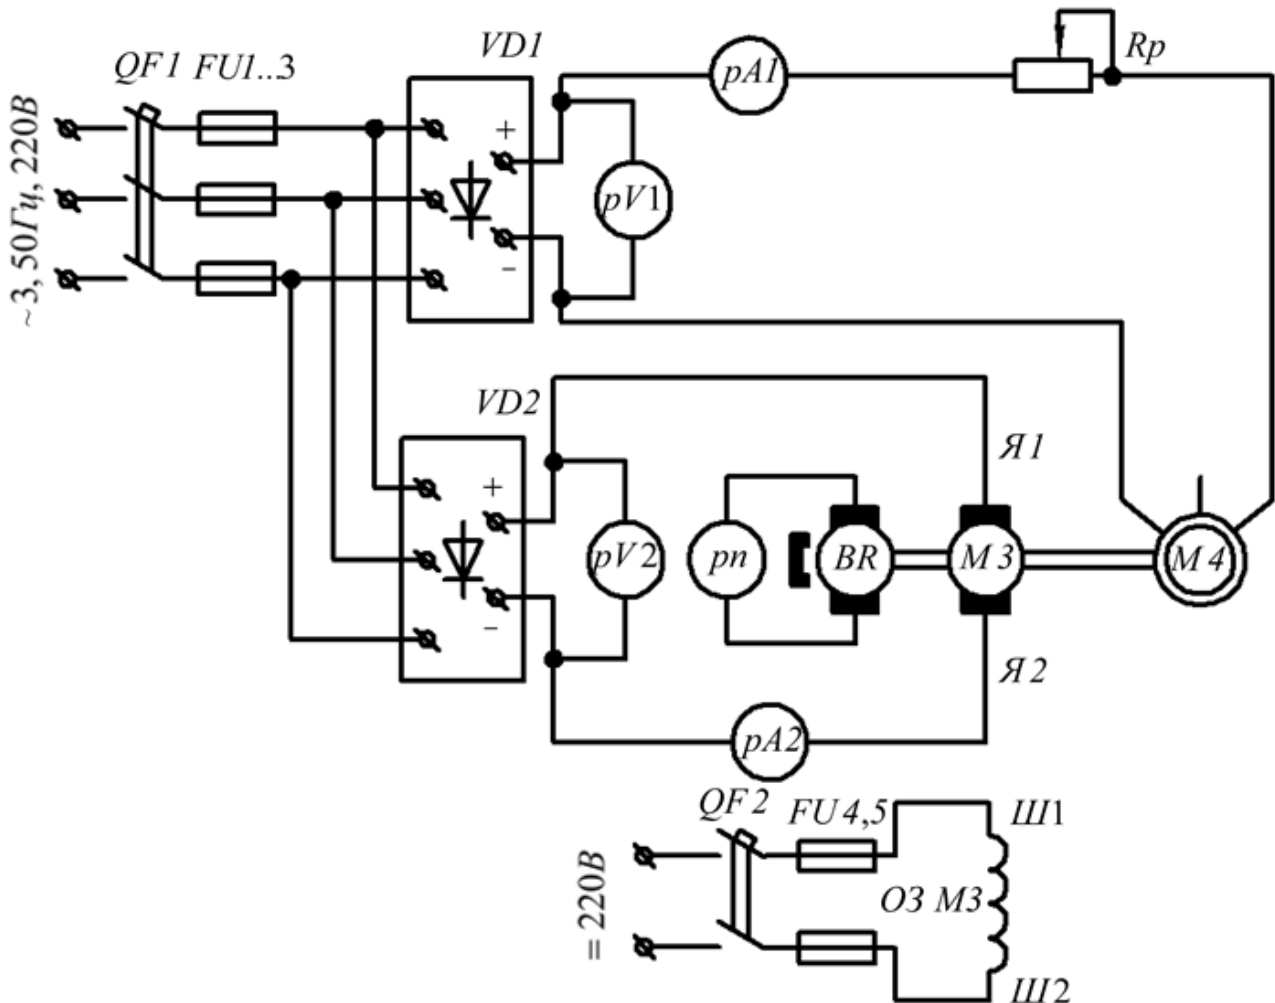 VD1
QF1 FU1..3
pA1
Rp
~3, 50Гц, 220В
+
pV1
–
VD2
Я1
+
pV2
pn
BR
M3
M4
–
Я2
pA2
QF2
FU4,5
Ш1
=220В
ОЗ М3
Ш2